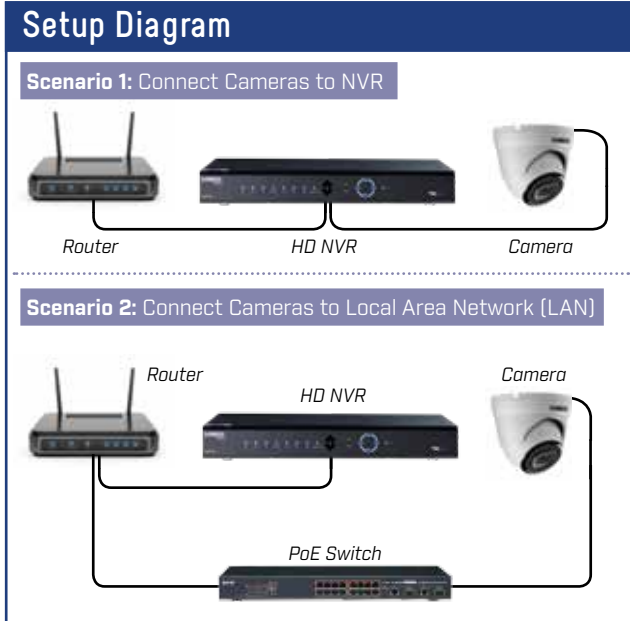 Setup Diagram
Scenario 1: Connect Cameras to NVR
Router
HD NVR
Camera
Scenario 2: Connect Cameras to Local Area Network (LAN)
Router
HD NVR
Camera
PoE Switch